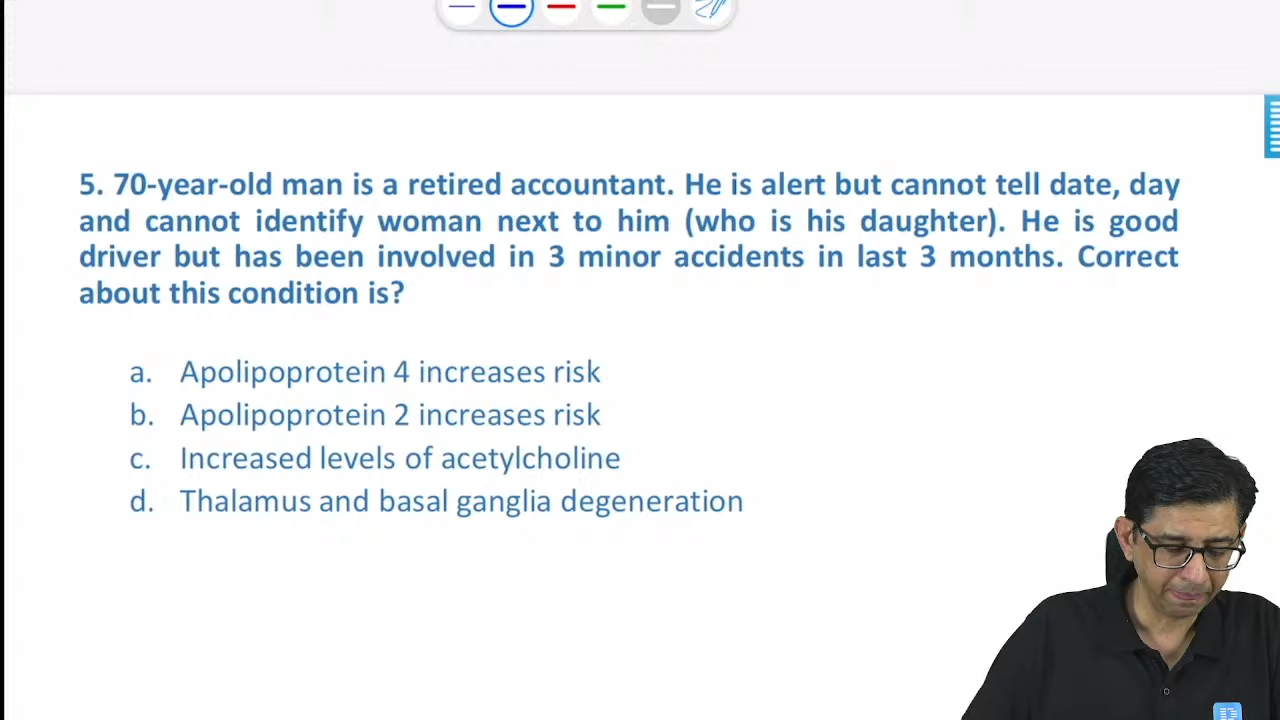 5. 70-year-old man is a retired accountant. He is alert but cannot tell date, day
and cannot identify woman next to him (who is his daughter). He is good
driver but has been involved in 3 minor accidents in last 3 months. Correct
about this condition is?
a. Apolipoprotein 4 increases risk
b. Apolipoprotein 2 increases risk
c. Increased levels of acetylcholine
d. Thalamus and basal ganglia degeneration